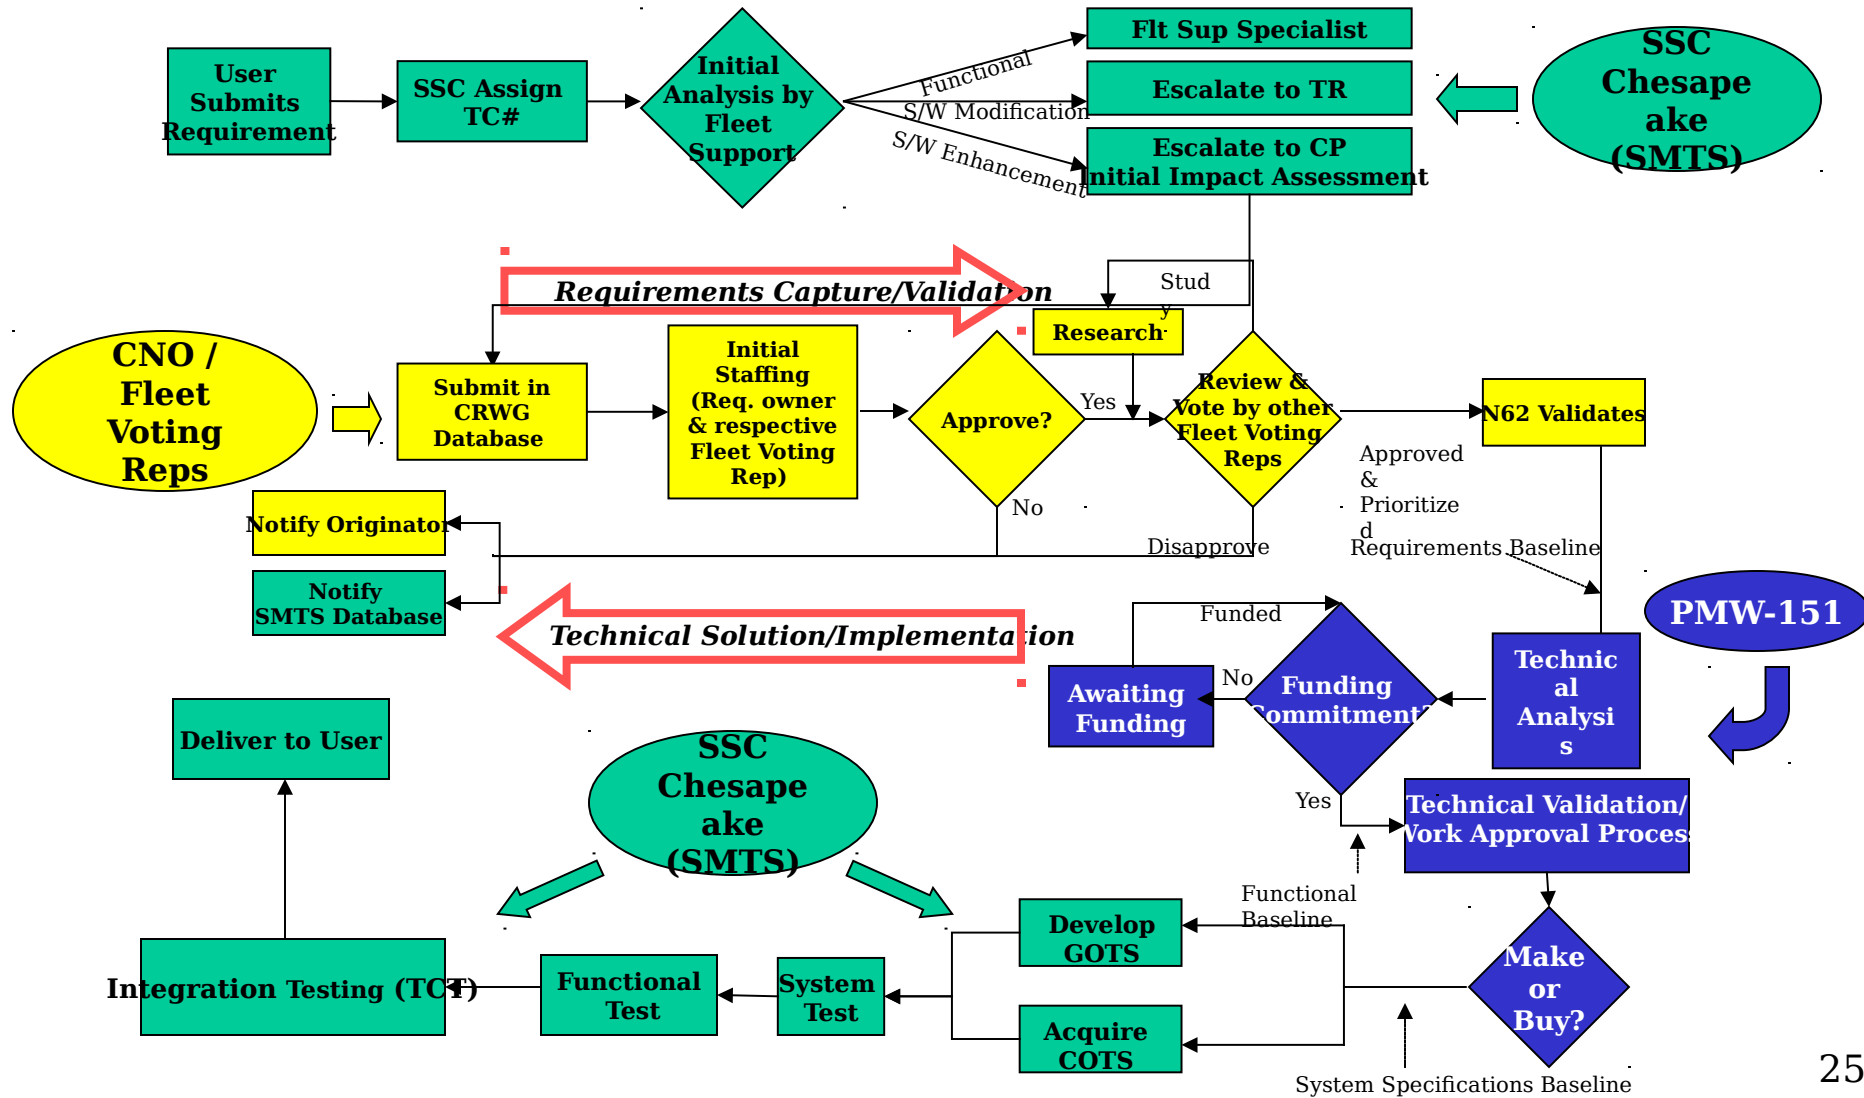 User
Submits
Requirement
SSC Assign
TC#
Initial
Analysis by
Fleet
Support
Functional
S/W Modification
S/W Enhancement
Flt Sup Specialist
Escalate to TR
Escalate to CP
Initial Impact Assessment
SSC
Chesape
ake
(SMTS)
Requirements Capture/Validation
Stud
y
Research
CNO /
Fleet
Voting
Reps
Submit in
CRWG
Database
Initial
Staffing
(Req. owner
& respective
Fleet Voting
Rep)
Approve?
Yes
No
Review &
Vote by other
Fleet Voting
Reps
N62 Validates
Approved
&
Prioritize
d
Disapprove
Requirements Baseline
Notify Originator
Notify
SMTS Database
Technical Solution/Implementation
Funded
PMW-151
Awaiting
Funding
No
Funding
Commitment?
Technic
al
Analysi
s
Yes
Technical Validation/
Work Approval Process
Deliver to User
SSC
Chesape
ake
(SMTS)
Functional
Baseline
Integration Testing (TCT)
Functional
Test
System
Test
Develop
GOTS
Acquire
COTS
Make
or
Buy?
System Specifications Baseline
25